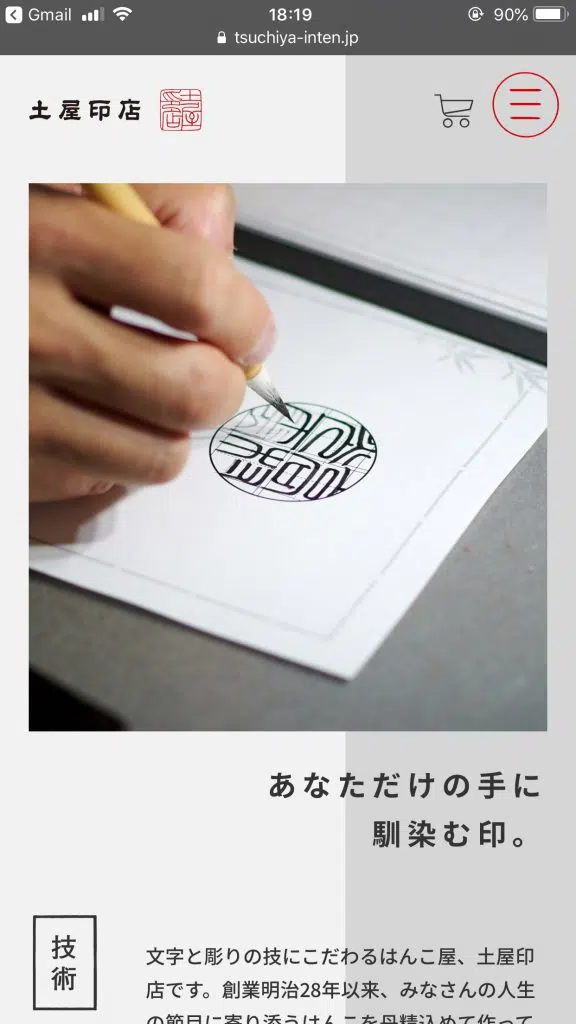 Gmail
18:19
90%
tsuchiya-inten.jp
土屋印店
あなただけの手に
馴染む印。
技術
文字と彫りの技にこだわるはんこ屋、土屋印
店です。創業明治28年以来、みなさんの人生
の節目に寄り添うはんこを丹精込めて作って